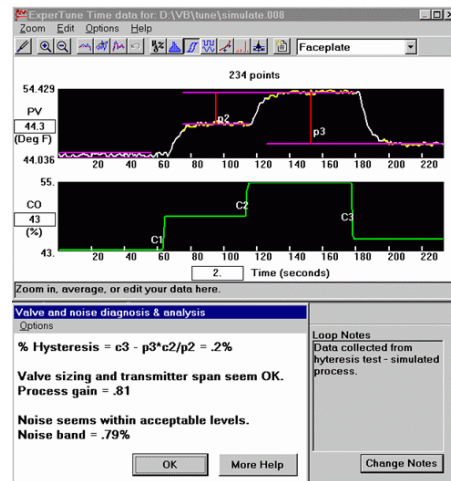 ExperTune Time data for: D:\VB\tune\simulate.008
Zoom Edit Options Help
Faceplate
234 points
54.429
PV
44.3
(Deg F)
44.036
p2
p3
20 40 60 80 100 120 140 160 180 200 220
55.
CO
43
(%)
43.
C1
C2
C3
20 40 60 80 100 120 140 160 180 200 220
2. Time (seconds)
Zoom in, average, or edit your data here.
Valve and noise diagnosis & analysis
Options
% Hysteresis = c3 - p3*c2/p2 = .2%
Valve sizing and transmitter span seem OK.
Process gain = .81
Noise seems within acceptable levels.
Noise band = .79%
OK More Help
Loop Notes
Data collected from
hyteresis test - simulated
process.
Change Notes